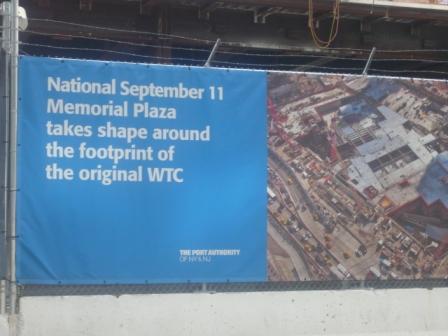 National September 11
Memorial Plaza
takes shape around
the footprint of
the original WTC
THE PORT AUTHORITY
OF NY & NJ